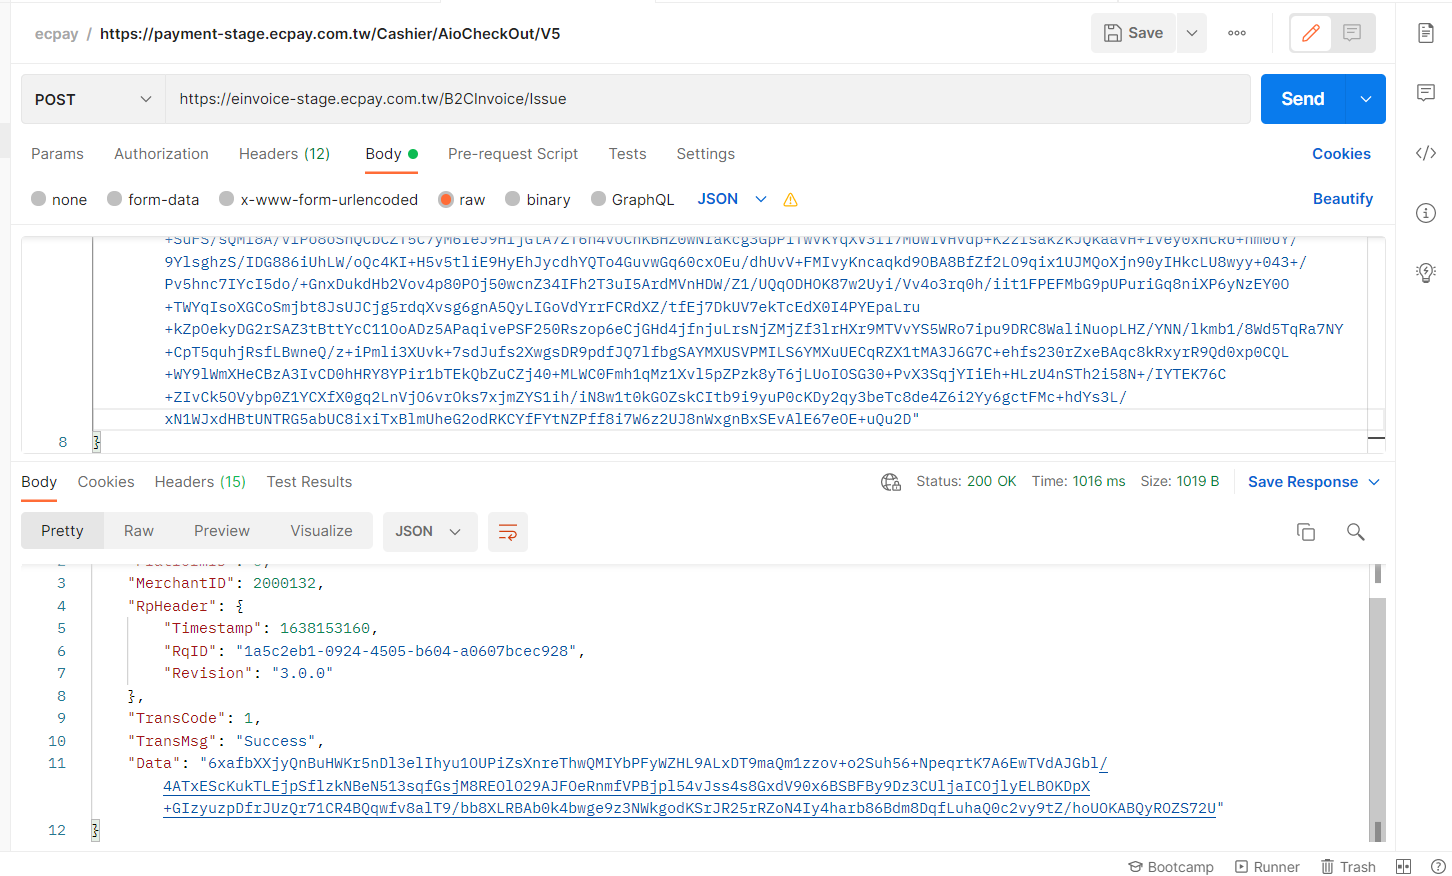 ecpay / https://payment-stage.ecpay.com.tw/Cashier/AioCheckOut/V5
Save
POST
https://einvoice-stage.ecpay.com.tw/B2CInvoice/Issue
Send
Params Authorization Headers (12) Body Pre-request Script Tests Settings Cookies
none form-data x-www-form-urlencoded raw binary GraphQL JSON Beautify
9YlsghzS/IDG886iUhLW/oQc4KI+H5v5tliE9HyEhJycdhYQTo4GuvwGq60cxOEu/dhUvV+FMIvyKncaqkd9OBA8BfZf2LO9qix1UJMQoXjn90yIHkcLU8wyy+043+/
Pv5hnc7IYcI5do/+GnxDukdHb2Vov4p80POj50wcnZ34IFh2T3uI5ArdMVnHDW/Z1/UQqODHOK87w2Uyi/Vv4o3rq0h/iit1FPEFMbG9pUPuriGq8niXP6yNzEY0O
+TWYqIsoXGCoSmjbt8JsUJCjg5rdqXvsg6gnA5QyLIGoVdYrrFCRdXZ/tfEj7DkUV7ekTcEdX0I4PYEpaLru
+kZpOekyDG2rSAZ3tBttYcC11OoADz5APaqivePSF250Rszop6eCjGHd4jfnjuLrsNjZMjZf3lrHXr9MTVvYS5WRo7ipu9DRC8WaliNuopLHZ/YNN/lkmb1/8Wd5TqRa7NY
+CpT5quhjRsfLBwneQ/z+iPmli3XUvk+7sdJufs2XwgsDR9pdfJQ7lfbgSAYMXUSVPMILS6YMXuUECqRZX1tMA3J6G7C+ehfs230rZxeBAqc8kRxyrR9Qd0xp0CQL
+WY9lWmXHeCBzA3IvCD0hHRY8YPir1bTEkQbZuCZj40+MLWC0Fmh1qMz1Xvl5pZPzk8yT6jLUoIOSG30+PvX3SqjYIiEh+HLzU4nSTh2i58N+/IYTEK76C
+ZIvCk5OVybp0Z1YCXfX0gq2LnVjO6vrOks7xjmZYS1ih/iN8w1t0kGOZskCItb9i9yuP0cKDy2qy3beTc8de4Z6i2Yy6gctFMc+hdYs3L/
xN1WJxdHBtUNTRG5abUC8ixiTxBlmUheG2odRKCYfFYtNZPff8i7W6z2UJ8nWxgnBxSEvAlE67eOE+uQu2D"
8 }
Body Cookies Headers (15) Test Results Status: 200 OK Time: 1016 ms Size: 1019 B Save Response
Pretty Raw Preview Visualize JSON
3 "MerchantID": 2000132,
4 "RpHeader": {
5 "Timestamp": 1638153160,
6 "RqID": "1a5c2eb1-0924-4505-b604-a0607bcec928",
7 "Revision": "3.0.0"
8 },
9 "TransCode": 1,
10 "TransMsg": "Success",
11 "Data": "6xafbXXjyQnBuHWKr5nDl3elIhyu1OUPiZsXnreThwQMIYbPFyWZHL9ALxDT9maQm1zzov+o2Suh56+NpeqrtK7A6EwTVdAJGbl/
4ATxEScKukTLEjpSflzkNBeN513sqfGsjM8REOlO29AJFOeRnmfVPBjpl54vJss4s8GxdV90x6BSBFBy9Dz3CUljaICOjlyELBOKDpX
+GIzyuzpDfrJUzQr71CR4BQqwfv8alT9/bb8XLRBAb0k4bwge9z3NWkgodKSrJR25rRZoN4Iy4harb86Bdm8DqfLuhaQ0c2vy9tZ/hoUOKABQyROZS72U"
12 }
Bootcamp Runner Trash